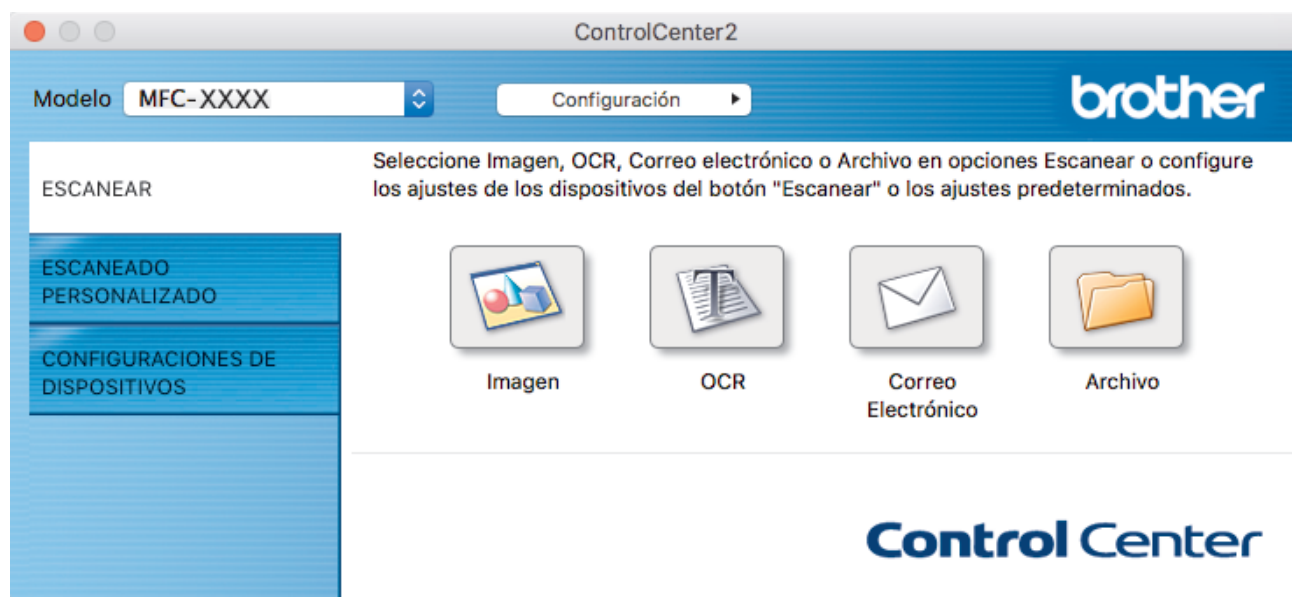 ControlCenter2
Modelo MFC-XXXX Configuración brother
Seleccione Imagen, OCR, Correo electrónico o Archivo en opciones Escanear o configure
los ajustes de los dispositivos del botón "Escanear" o los ajustes predeterminados.
ESCANEAR
ESCANEADO
PERSONALIZADO
CONFIGURACIONES DE
DISPOSITIVOS
Imagen OCR Correo Archivo
Electrónico
Control Center